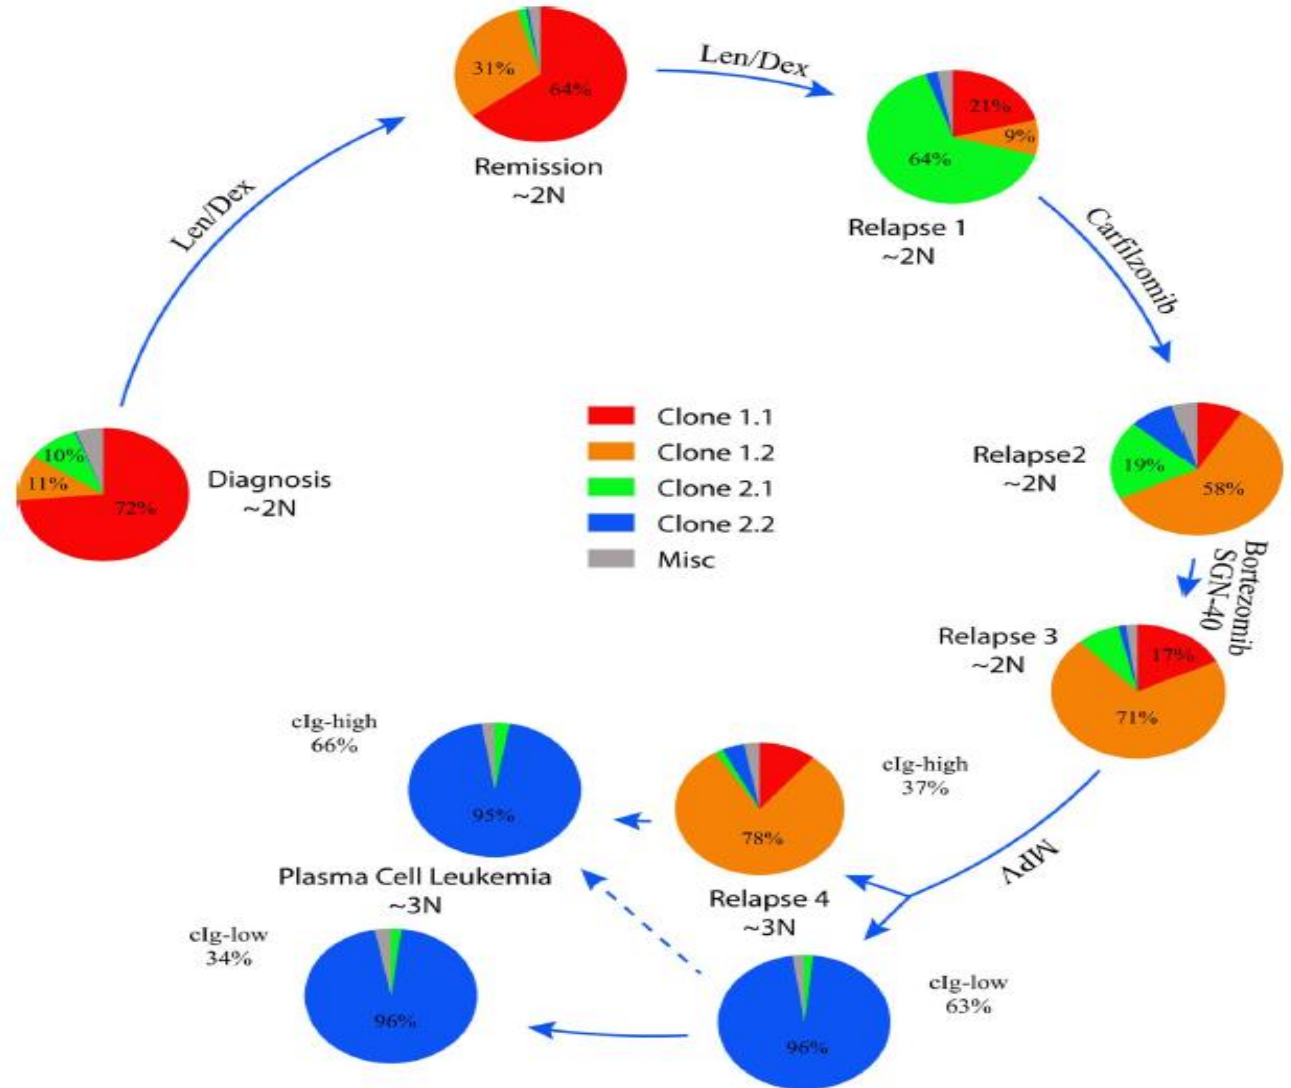 31%
64%
Remission
~2N
Len/Dex
21%
9%
64%
Relapse 1
~2N
Len/Dex
Carfilzomib
10%
11%
72%
Diagnosis
~2N
Clone 1.1
Clone 1.2
Clone 2.1
Clone 2.2
Misc
Relapse2
~2N
19%
58%
Bortezomib
SGN-40
Relapse 3
~2N
17%
71%
MPV
cIg-high
66%
95%
Plasma Cell Leukemia
~3N
cIg-high
37%
78%
Relapse 4
~3N
cIg-low
34%
96%
cIg-low
63%
96%